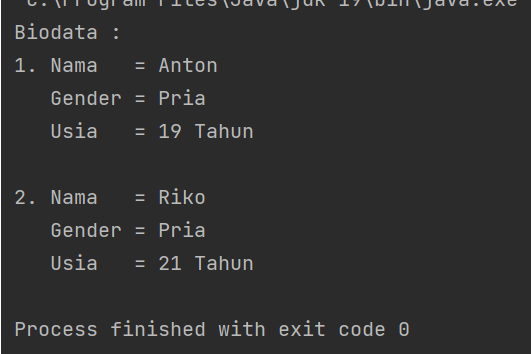 C:\Program Files\Java\jdk-19\bin\java.exe
Biodata :
1. Nama   = Anton
   Gender = Pria
   Usia   = 19 Tahun
2. Nama   = Riko
   Gender = Pria
   Usia   = 21 Tahun
Process finished with exit code 0